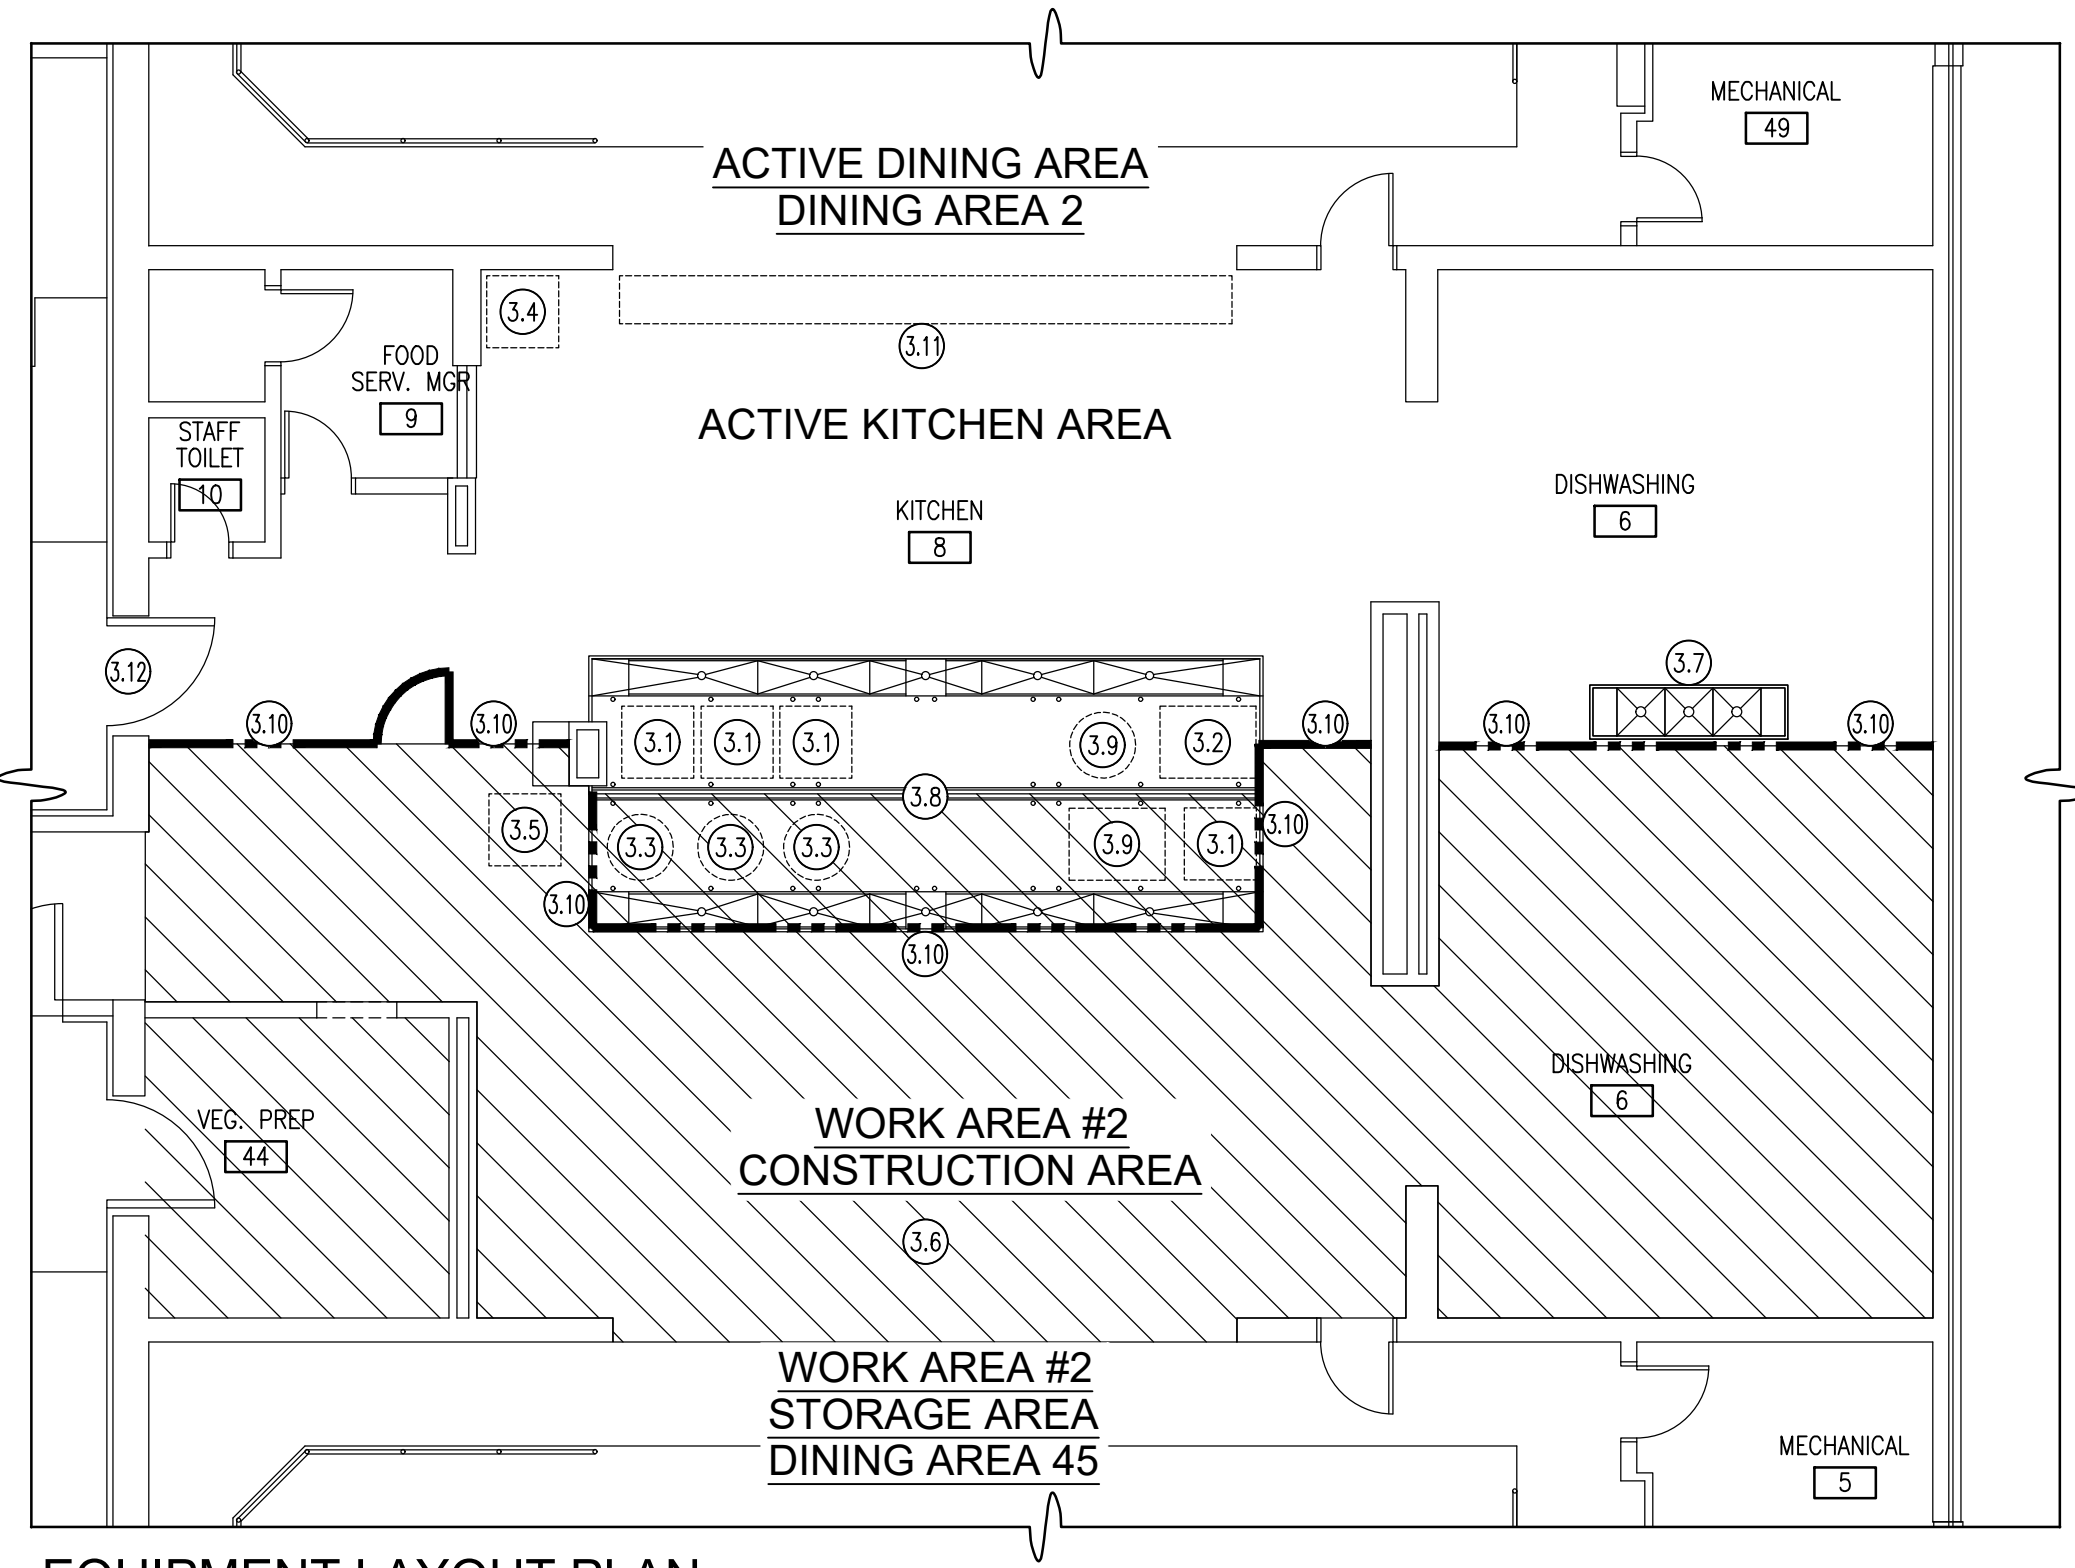 MECHANICAL
49
ACTIVE DINING AREA
DINING AREA 2
3.4
3.11
FOOD
SERV. MGR
9
ACTIVE KITCHEN AREA
STAFF
TOILET
10
KITCHEN
8
DISHWASHING
6
3.12
3.7
3.10
3.10
3.10
3.10
3.10
3.1
3.1
3.1
3.9
3.2
3.8
3.5
3.3
3.3
3.3
3.9
3.1
3.10
3.10
3.10
DISHWASHING
6
VEG. PREP
44
WORK AREA #2
CONSTRUCTION AREA
3.6
WORK AREA #2
STORAGE AREA
DINING AREA 45
MECHANICAL
5
EQUIPMENT LAYOUT PLAN